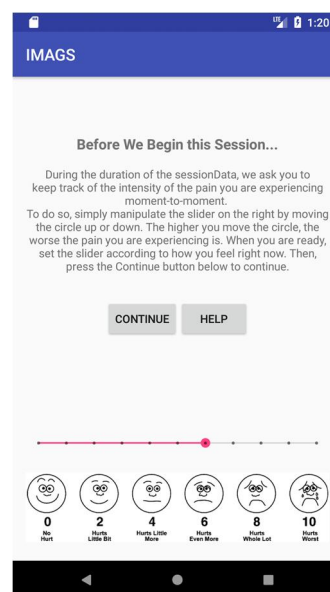 LTE 1:20
IMAGS
Before We Begin this Session...
During the duration of the sessionData, we ask you to
keep track of the intensity of the pain you are experiencing
moment-to-moment.
To do so, simply manipulate the slider on the right by moving
the circle up or down. The higher you move the circle, the
worse the pain you are experiencing is. When you are ready,
set the slider according to how you feel right now. Then,
press the Continue button below to continue.
CONTINUE HELP
0 2 4 6 8 10
No Hurts Hurts Little Hurts Hurts Hurts
Hurt Little Bit More Even More Whole Lot Worst